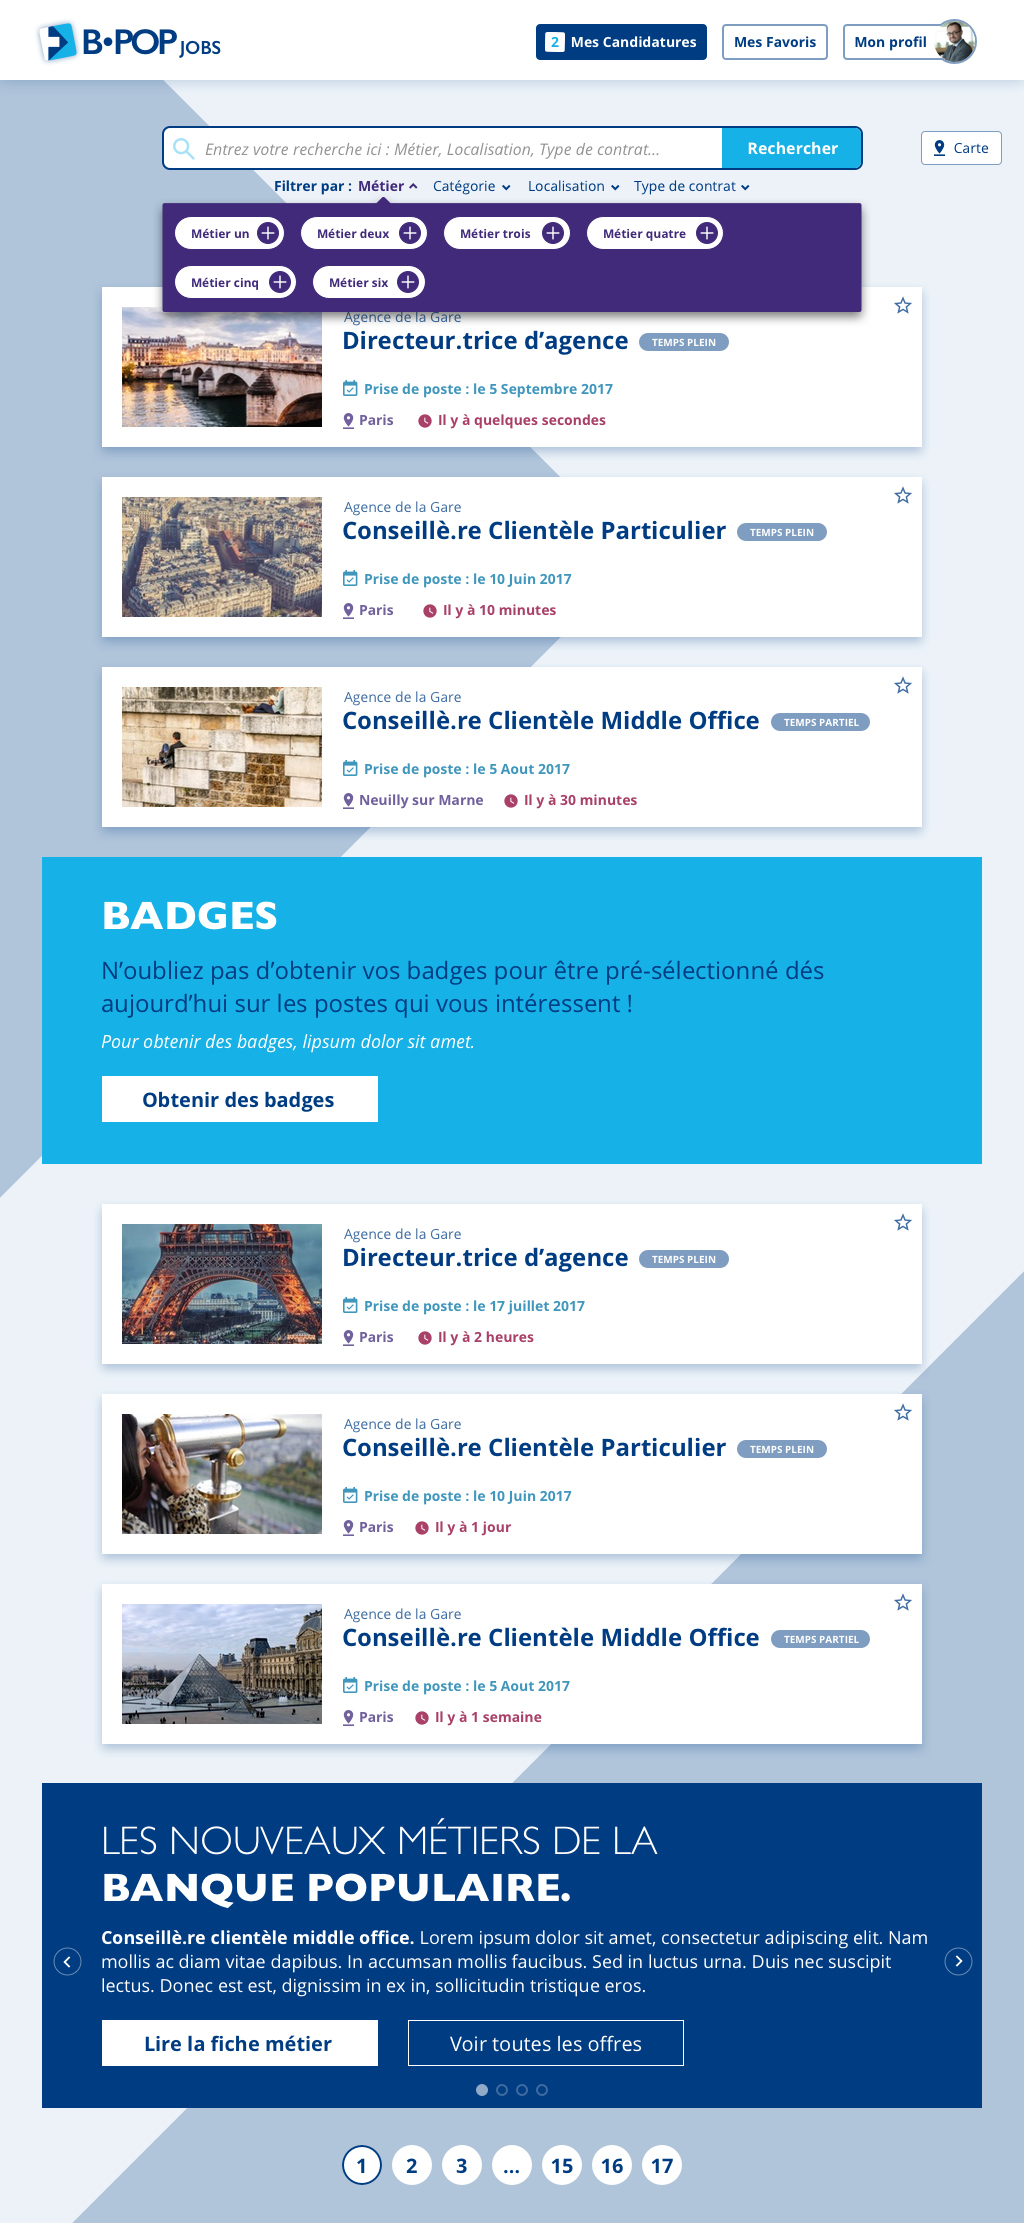 B•POP JOBS
2 Mes Candidatures
Mes Favoris
Mon profil
Entrez votre recherche ici : Métier, Localisation, Type de contrat...
Rechercher
Carte
Filtrer par : Métier Catégorie Localisation Type de contrat
Métier un
Métier deux
Métier trois
Métier quatre
Métier cinq
Métier six
Agence de la Gare
Directeur.trice d’agence TEMPS PLEIN
Prise de poste : le 5 Septembre 2017
Paris Il y à quelques secondes
Agence de la Gare
Conseillè.re Clientèle Particulier TEMPS PLEIN
Prise de poste : le 10 Juin 2017
Paris Il y à 10 minutes
Agence de la Gare
Conseillè.re Clientèle Middle Office TEMPS PARTIEL
Prise de poste : le 5 Aout 2017
Neuilly sur Marne Il y à 30 minutes
BADGES
N’oubliez pas d’obtenir vos badges pour être pré-sélectionné dés
aujourd’hui sur les postes qui vous intéressent !
Pour obtenir des badges, lipsum dolor sit amet.
Obtenir des badges
Agence de la Gare
Directeur.trice d’agence TEMPS PLEIN
Prise de poste : le 17 juillet 2017
Paris Il y à 2 heures
Agence de la Gare
Conseillè.re Clientèle Particulier TEMPS PLEIN
Prise de poste : le 10 Juin 2017
Paris Il y à 1 jour
Agence de la Gare
Conseillè.re Clientèle Middle Office TEMPS PARTIEL
Prise de poste : le 5 Aout 2017
Paris Il y à 1 semaine
LES NOUVEAUX MÉTIERS DE LA
BANQUE POPULAIRE.
Conseillè.re clientèle middle office. Lorem ipsum dolor sit amet, consectetur adipiscing elit. Nam
mollis ac diam vitae dapibus. In accumsan mollis faucibus. Sed in luctus urna. Duis nec suscipit
lectus. Donec est est, dignissim in ex in, sollicitudin tristique eros.
Lire la fiche métier
Voir toutes les offres
1 2 3 ... 15 16 17